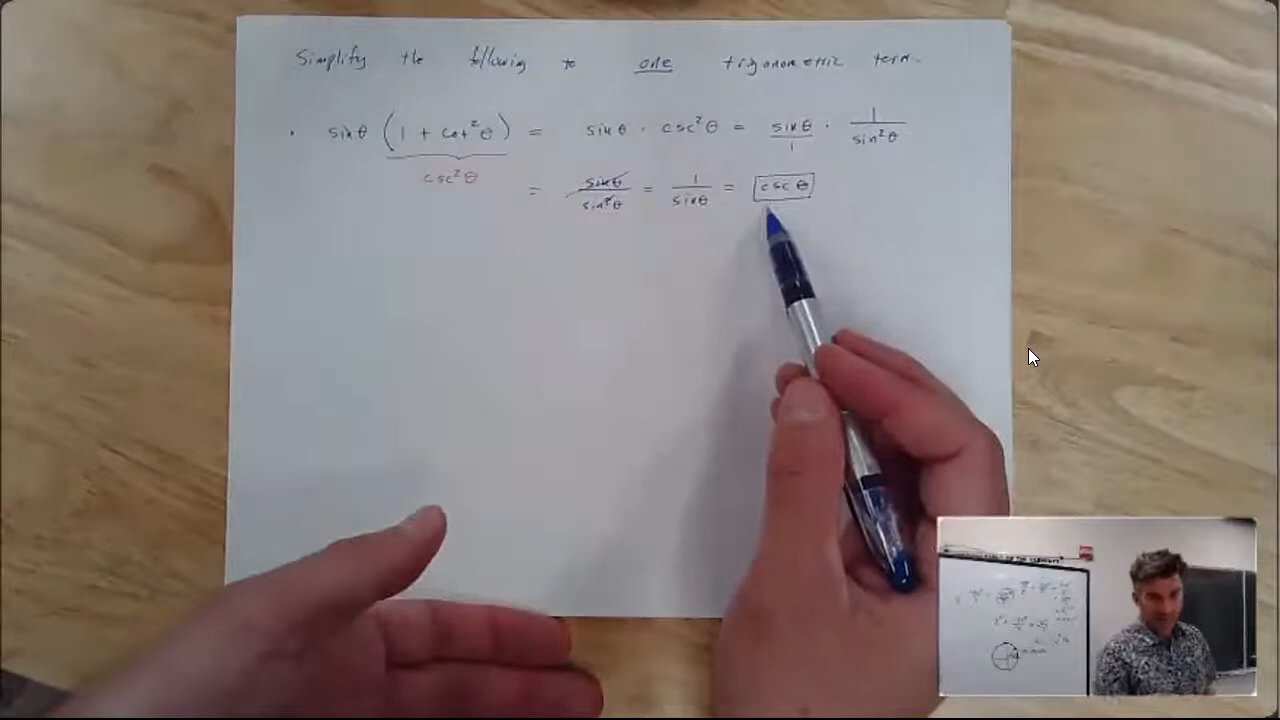 Simplify the following to one trigonometric term.
· sinθ (1 + cot²θ) = sinθ · csc²θ = sinθ/1 · 1/sin²θ
csc²θ
= sinθ/sin²θ = 1/sinθ = csc θ